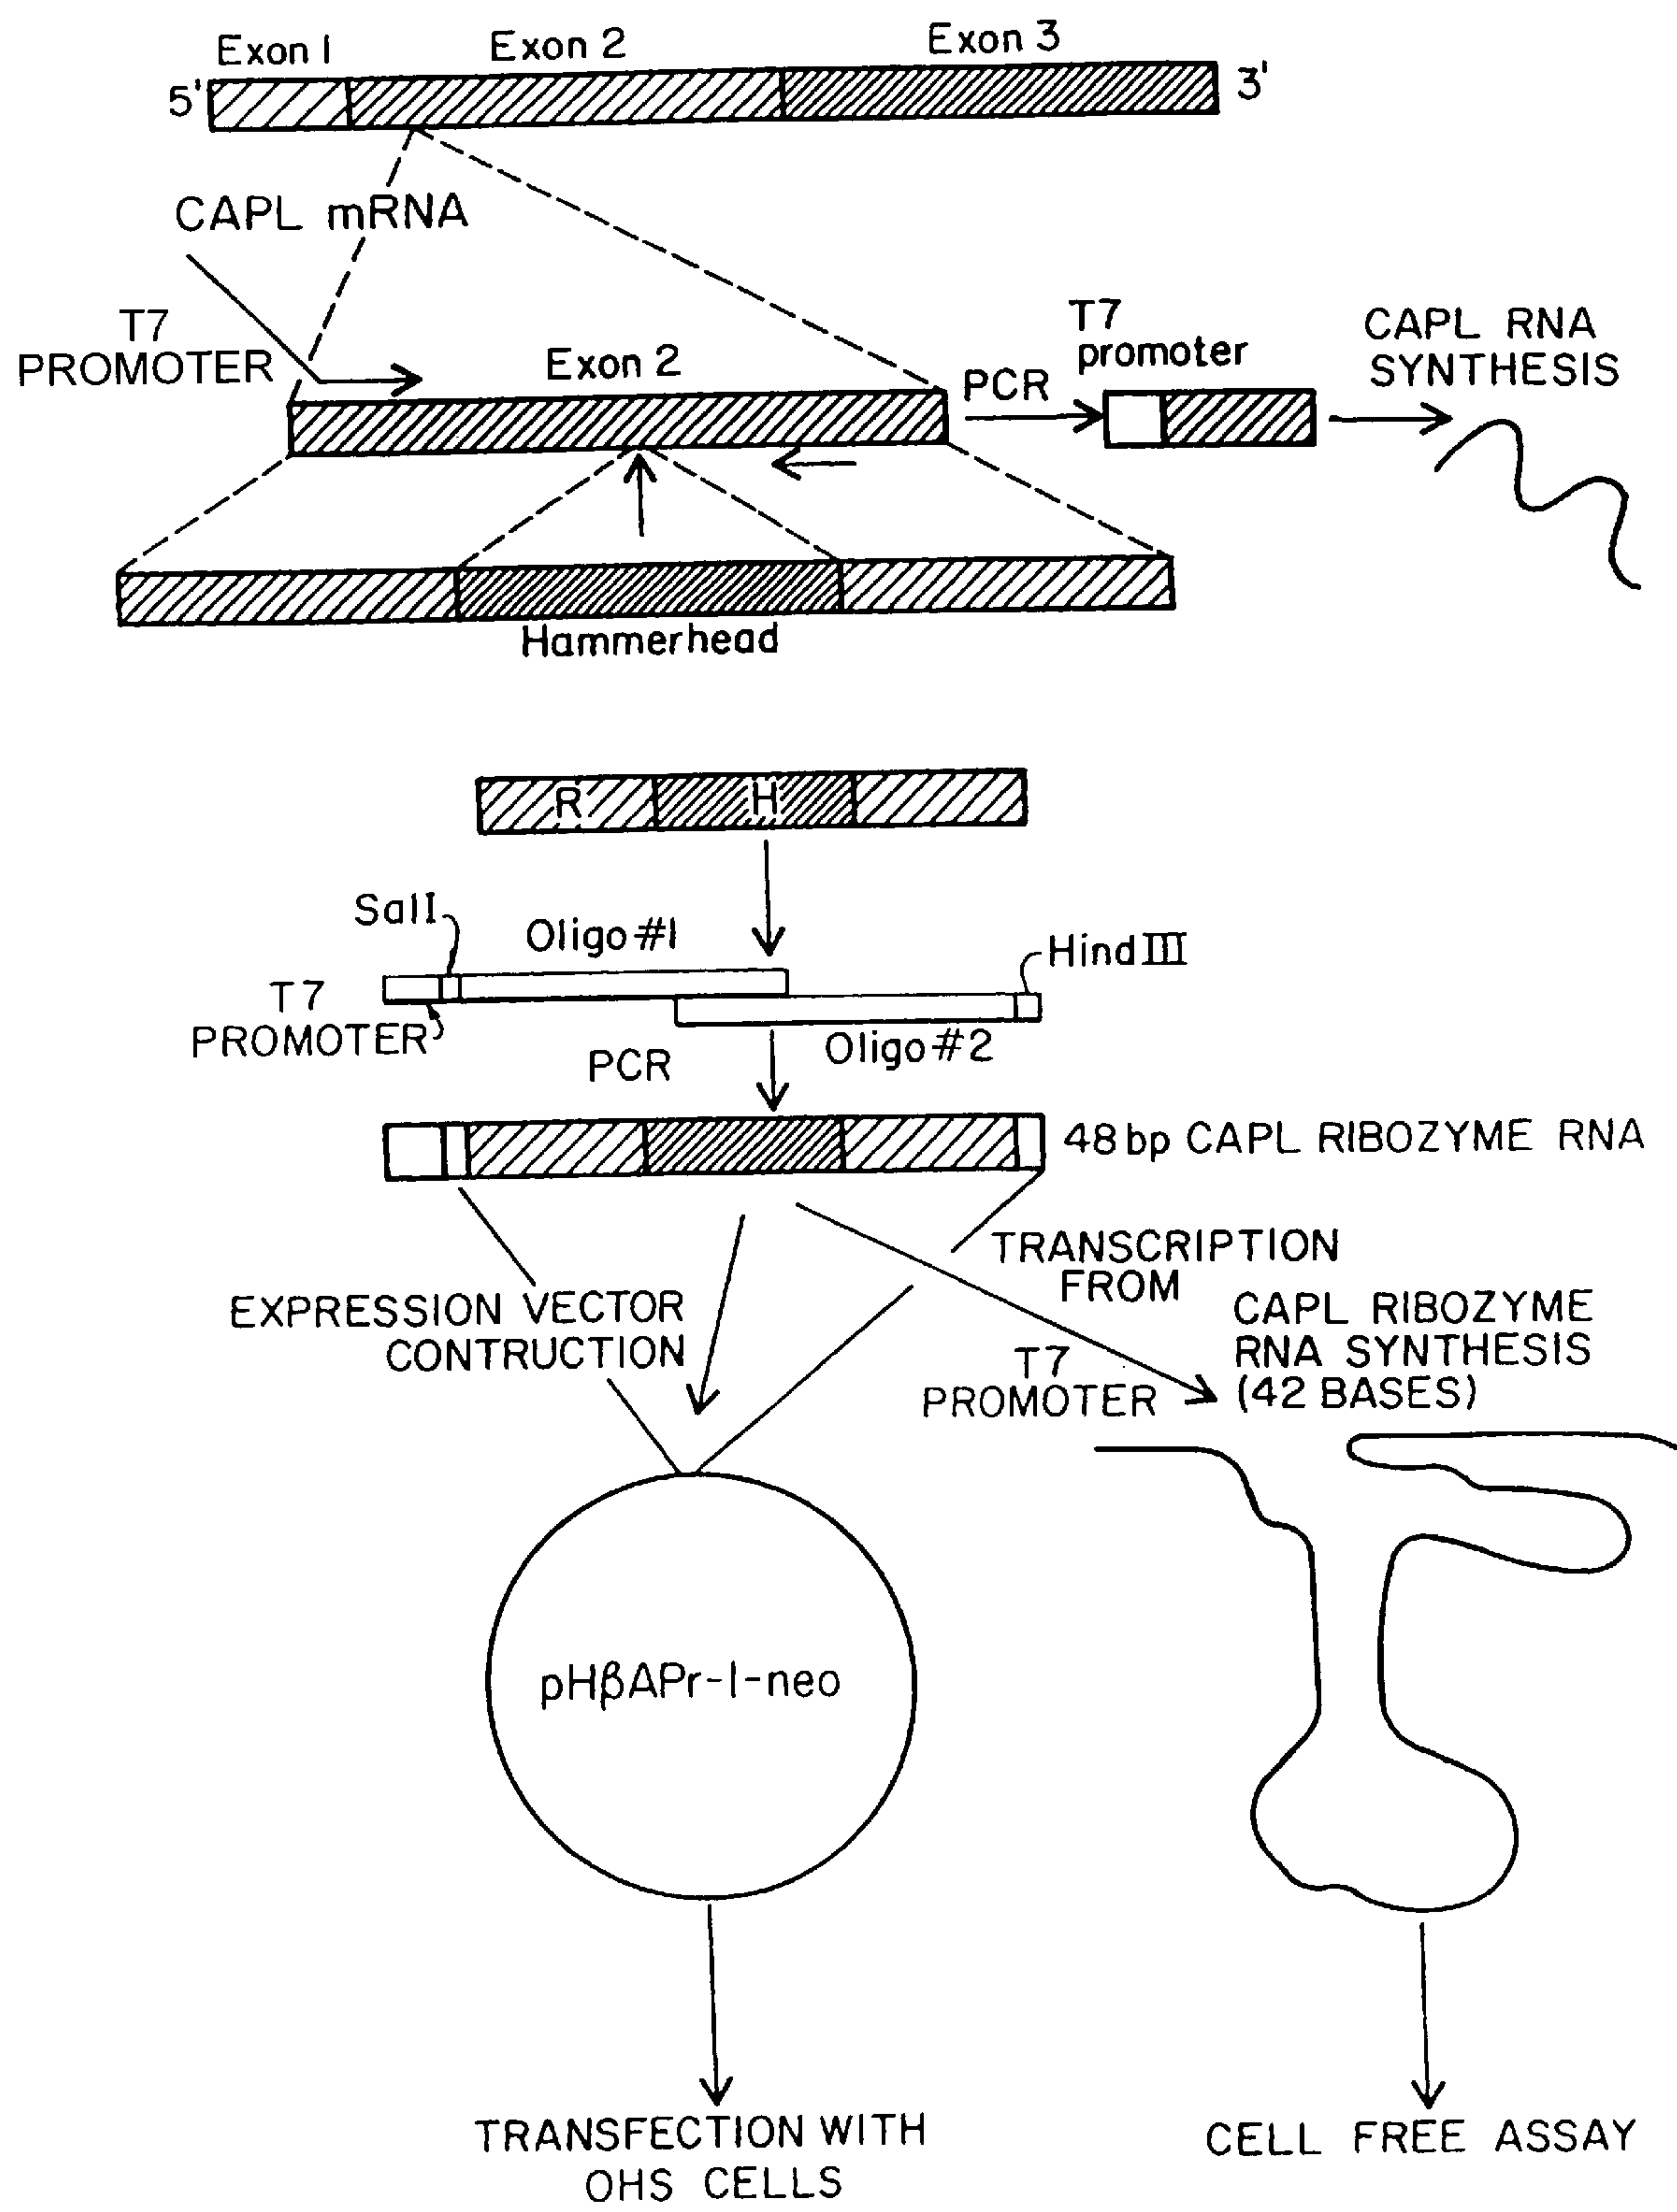 Exon 1
Exon 2
Exon 3
5'
3'
CAPL mRNA
T7
PROMOTER
Exon 2
PCR
T7
promoter
CAPL RNA
SYNTHESIS
Hammerhead
R
H
SalI
Oligo #1
Hind III
T7
PROMOTER
Oligo #2
PCR
48 bp CAPL RIBOZYME RNA
TRANSCRIPTION
FROM
EXPRESSION VECTOR
CONTRUCTION
T7
PROMOTER
CAPL RIBOZYME
RNA SYNTHESIS
(42 BASES)
pHβAPr-1-neo
TRANSFECTION WITH
OHS CELLS
CELL FREE ASSAY